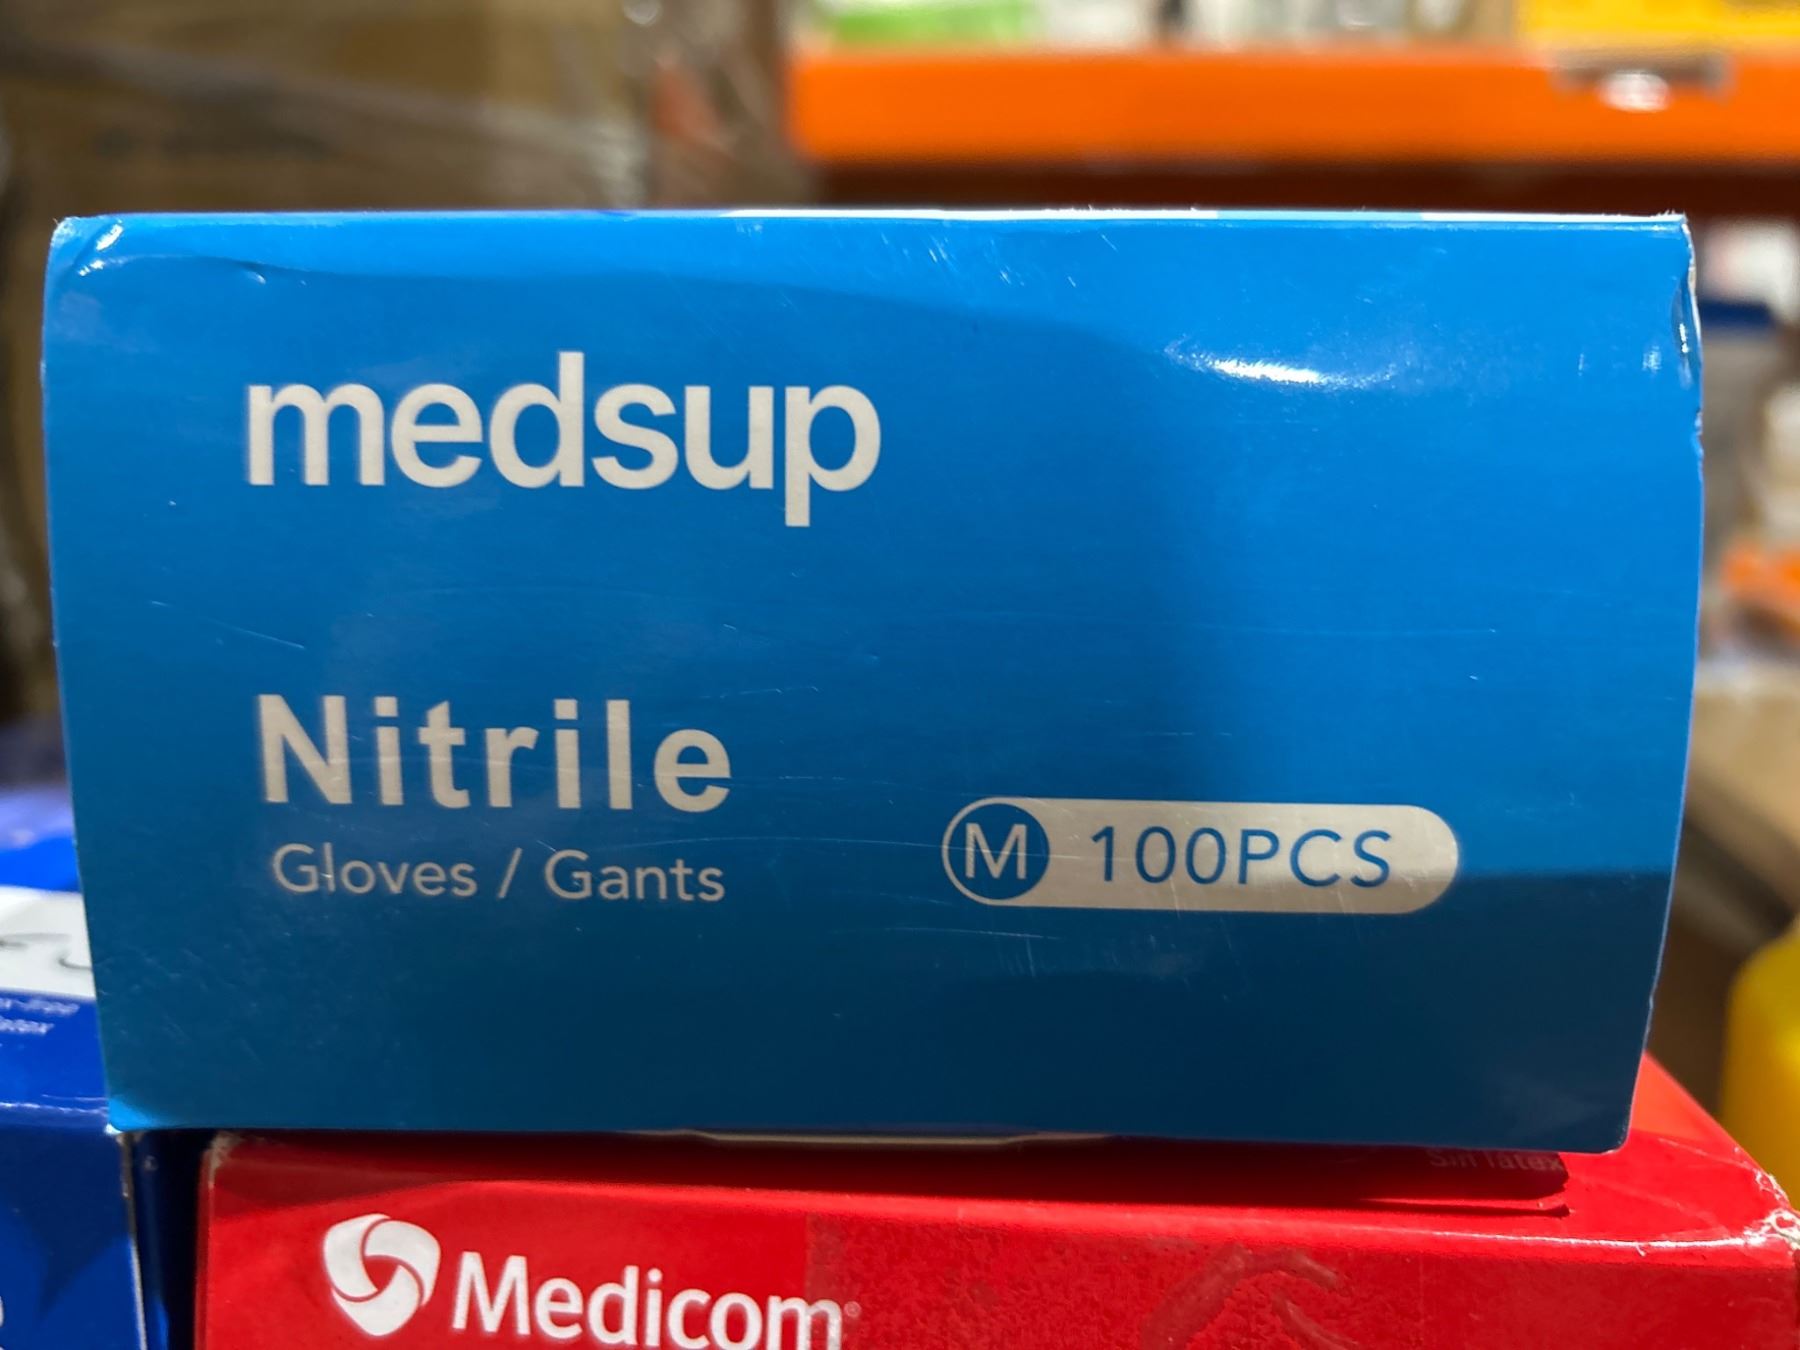 medsup
Nitrile
Gloves / Gants
M 100PCS
Sin latex
Medicom